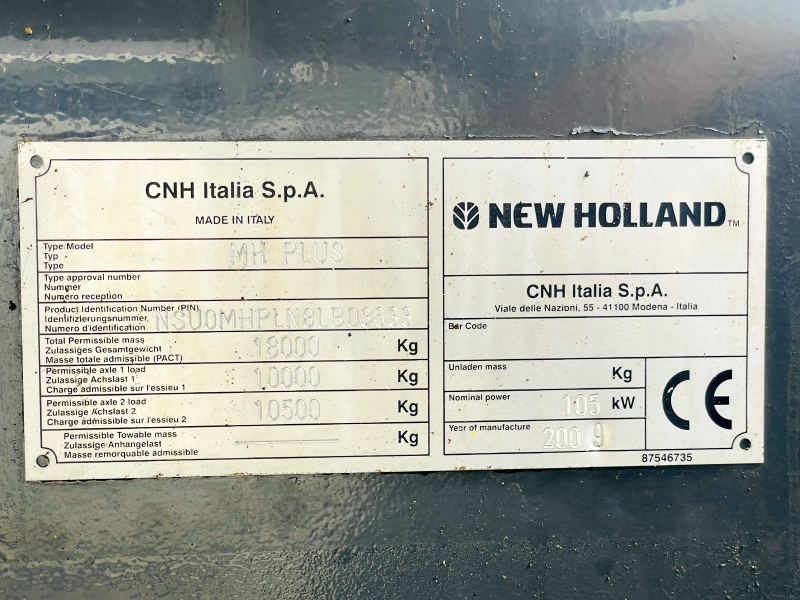 CNH Italia S.p.A.
MADE IN ITALY
Type/Model
Typ
Type
MH PLUS
Type approval number
Numer
Numero reception
Product Identification Number (PIN)
Identifizierungsnummer
Numero d'identification
Total Permissible mass
Zulassiges Gesamtgewicht
Masse totale admissible (PACT)
18000 Kg
Permissible axle 1 load
Zulassige Achslast 1
Charge admissible sur l'essieu 1
10000 Kg
Permissible axle 2 load
Zulassige Achslast 2
Charge admissible sur l'essieu 2
10500 Kg
Permissible Towable mass
Zulassige Anhangelast
Masse remorquable admissible
Kg
NEW HOLLAND TM
CNH Italia S.p.A.
Viale delle Nazioni, 55 - 41100 Modena - Italia
Bar Code
Unladen mass Kg
Nominal power 105 kW
Year of manufacture 2009
CE
87546735